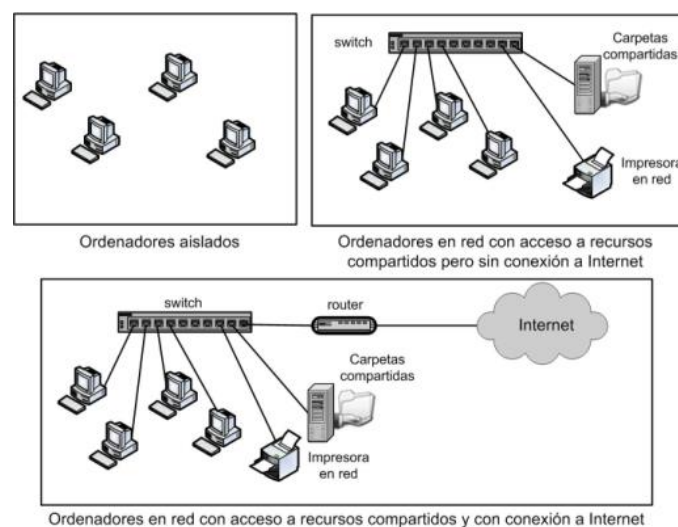 Ordenadores aislados
switch
Carpetas
compartidas
Impresora
en red
Ordenadores en red con acceso a recursos
compartidos pero sin conexión a Internet
switch
router
Internet
Carpetas
compartidas
Impresora
en red
Ordenadores en red con acceso a recursos compartidos y con conexión a Internet